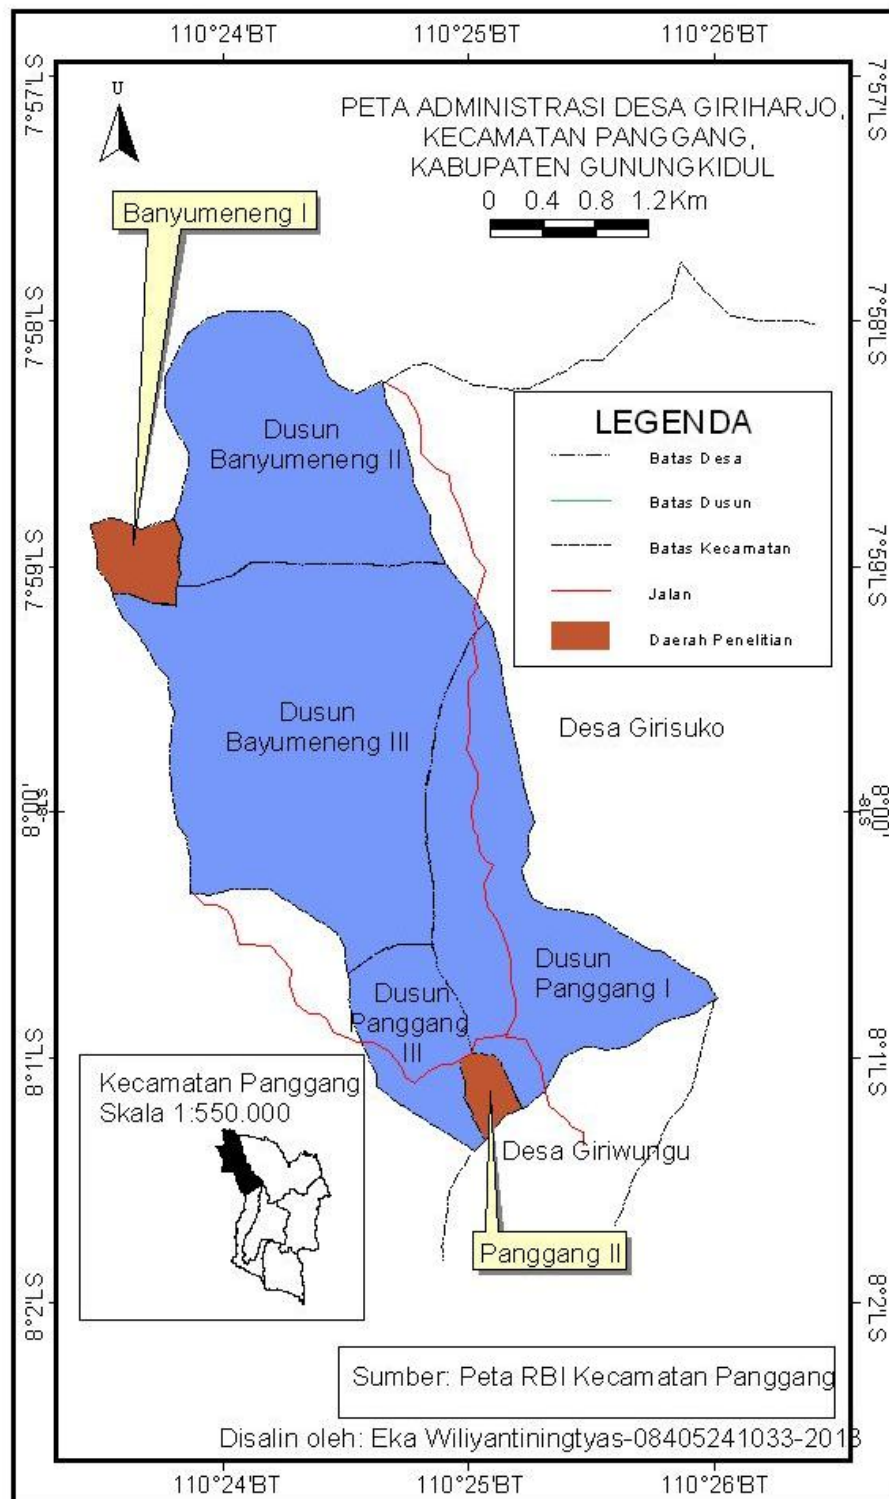 110°24'BT 110°25'BT 110°26'BT
7°57'LS
7°57'LS
U
PETA ADMINISTRASI DESA GIRIHARJO,
KECAMATAN PANGGANG,
KABUPATEN GUNUNGKIDUL
0 0.4 0.8 1.2Km
Banyumeneng I
7°58'LS
7°58'LS
Dusun
Banyumeneng II
LEGENDA
Batas Desa
Batas Dusun
Batas Kecamatan
Jalan
Daerah Penelitian
7°59'LS
7°59'LS
Dusun
Bayumeneng III
Desa Girisuko
8°00'
8°00'
Dusun
Panggang I
Dusun
Panggang
III
8°1'LS
8°1'LS
Kecamatan Panggang
Skala 1:550.000
Desa Giriwungu
Panggang II
8°2'LS
8°2'LS
Sumber: Peta RBI Kecamatan Panggang
Disalin oleh: Eka Wiliyantiningtyas-08405241033-2013
110°24'BT 110°25'BT 110°26'BT